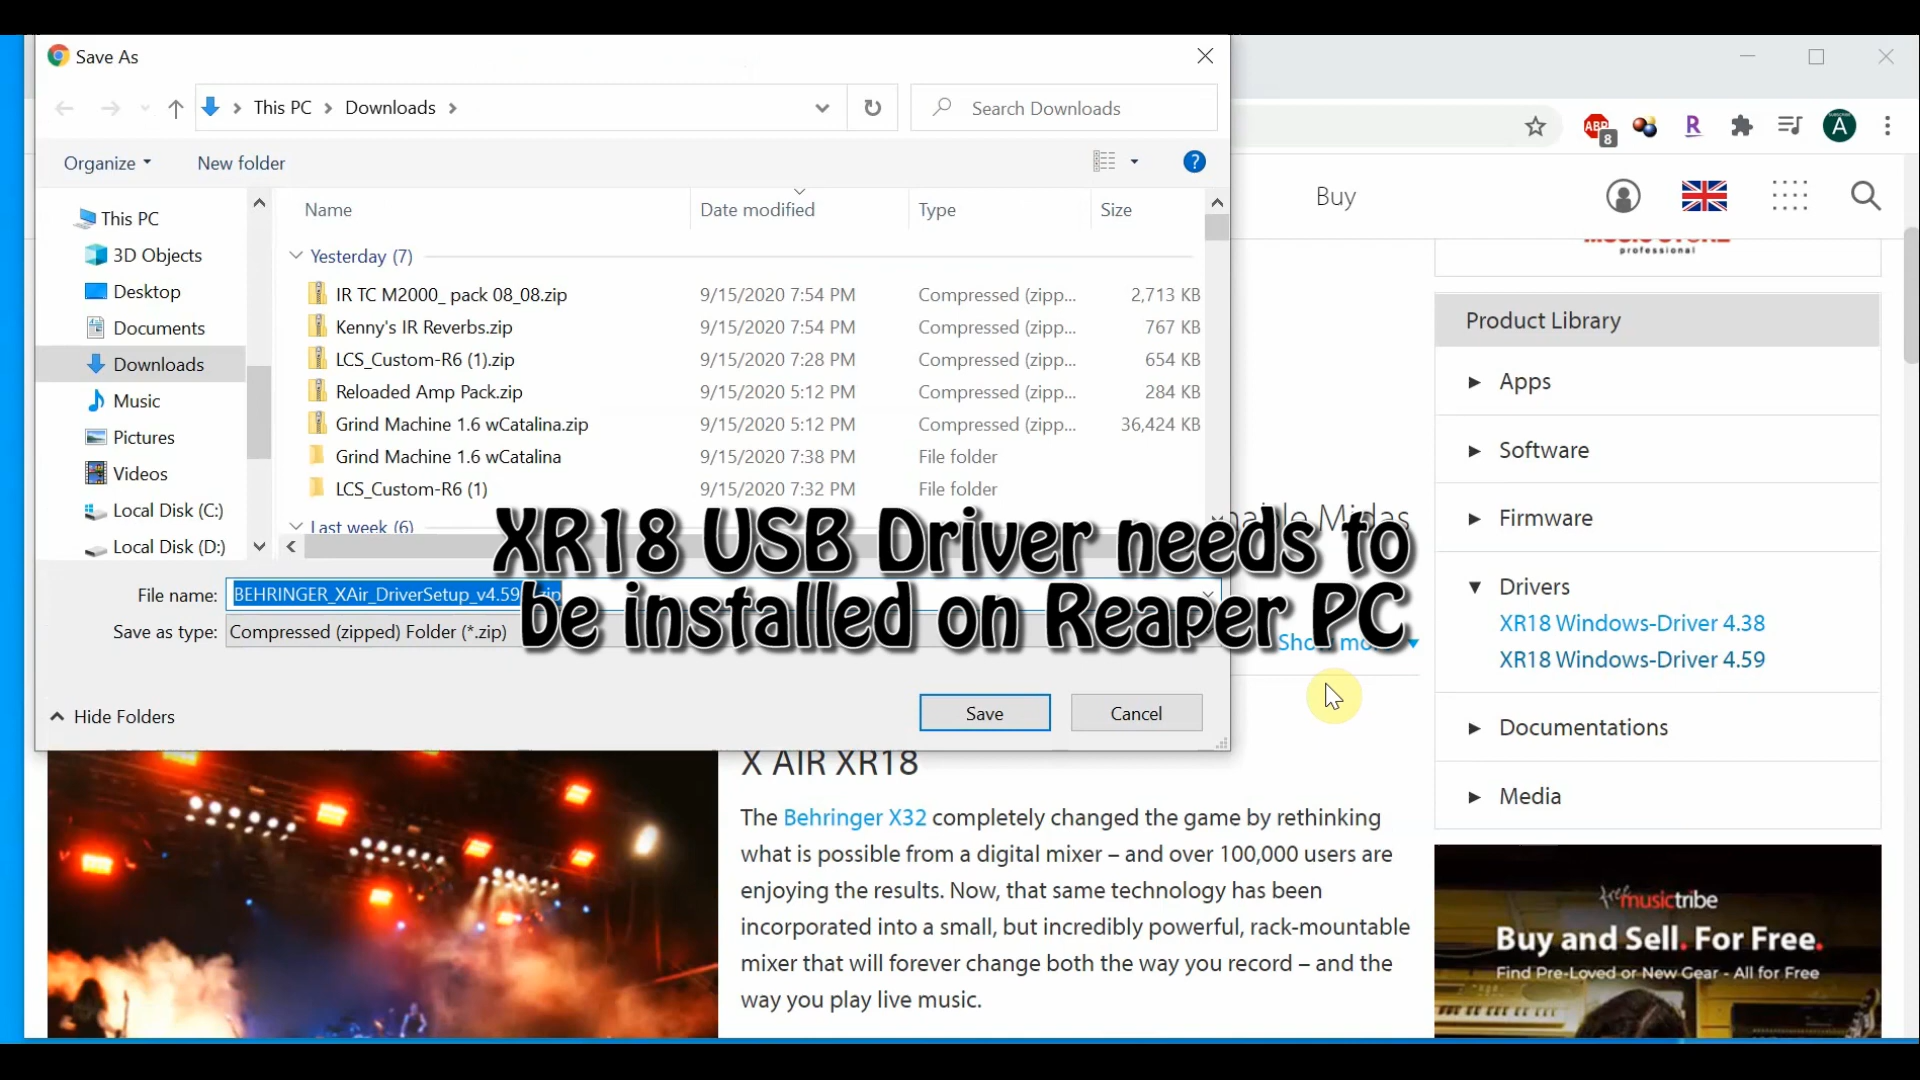 Save As
This PC
Downloads
Search Downloads
Organize
New folder
ABP
8
R
A
Buy
Name
Date modified
Type
Size
This PC
3D Objects
Desktop
Documents
Downloads
Music
Pictures
Videos
Local Disk (C:)
Local Disk (D:)
Yesterday (7)
IR TC M2000_ pack 08_08.zip 9/15/2020 7:54 PM Compressed (zipp... 2,713 KB
Kenny's IR Reverbs.zip 9/15/2020 7:54 PM Compressed (zipp... 767 KB
LCS_Custom-R6 (1).zip 9/15/2020 7:28 PM Compressed (zipp... 654 KB
Reloaded Amp Pack.zip 9/15/2020 5:12 PM Compressed (zipp... 284 KB
Grind Machine 1.6 wCatalina.zip 9/15/2020 5:12 PM Compressed (zipp... 36,424 KB
Grind Machine 1.6 wCatalina 9/15/2020 7:38 PM File folder
LCS_Custom-R6 (1) 9/15/2020 7:32 PM File folder
Last week (6)
XR18 USB Driver needs to
be installed on Reaper PC
File name: BEHRINGER_XAir_DriverSetup_v4.59
Save as type: Compressed (zipped) Folder (*.zip)
Hide Folders
Save
Cancel
Midas
professional
Product Library
Apps
Software
Firmware
Drivers
XR18 Windows-Driver 4.38
XR18 Windows-Driver 4.59
Documentations
Media
X AIR XR18
The Behringer X32 completely changed the game by rethinking
what is possible from a digital mixer – and over 100,000 users are
enjoying the results. Now, that same technology has been
incorporated into a small, but incredibly powerful, rack-mountable
mixer that will forever change both the way you record – and the
way you play live music.
musictribe
Buy and Sell. For Free.
Find Pre-Loved or New Gear - All for Free